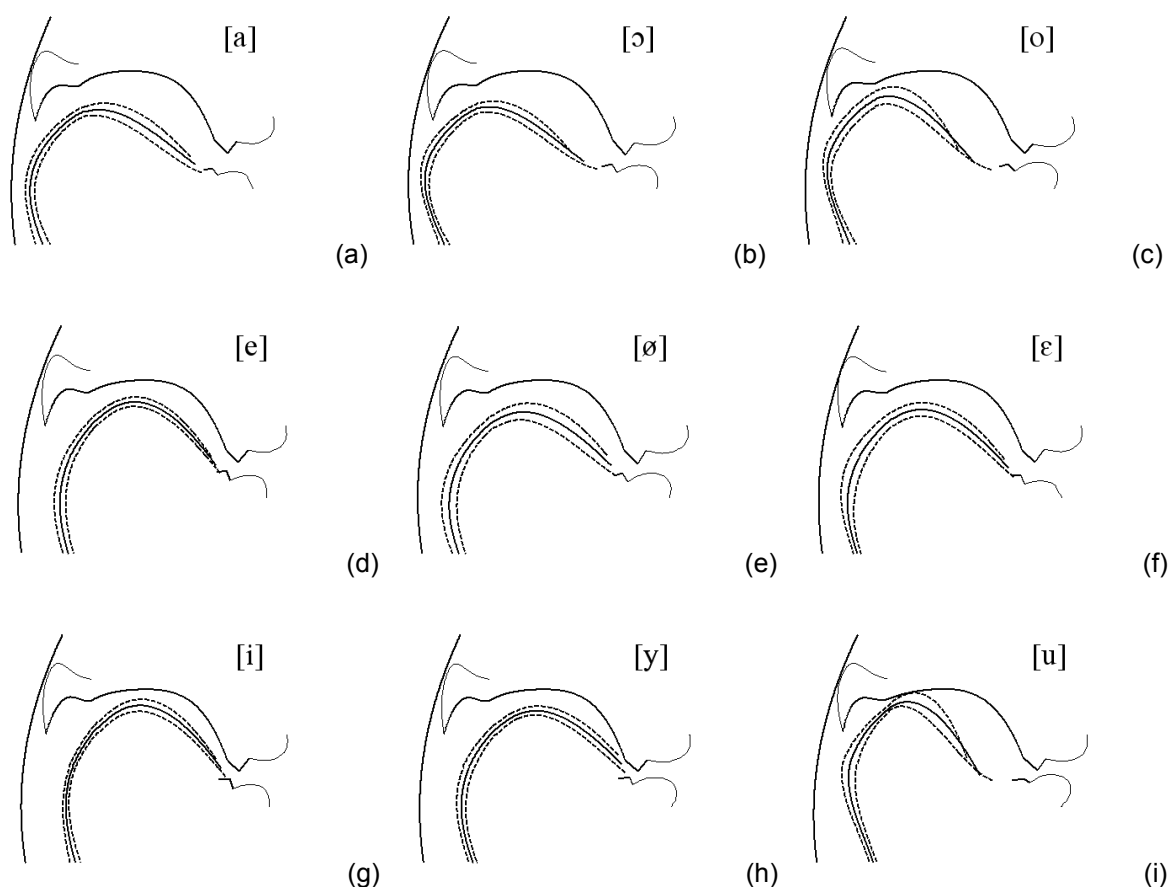 [a] [ɔ] [o]
(a) (b) (c)
[e] [ø] [ɛ]
(d) (e) (f)
[i] [y] [u]
(g) (h) (i)